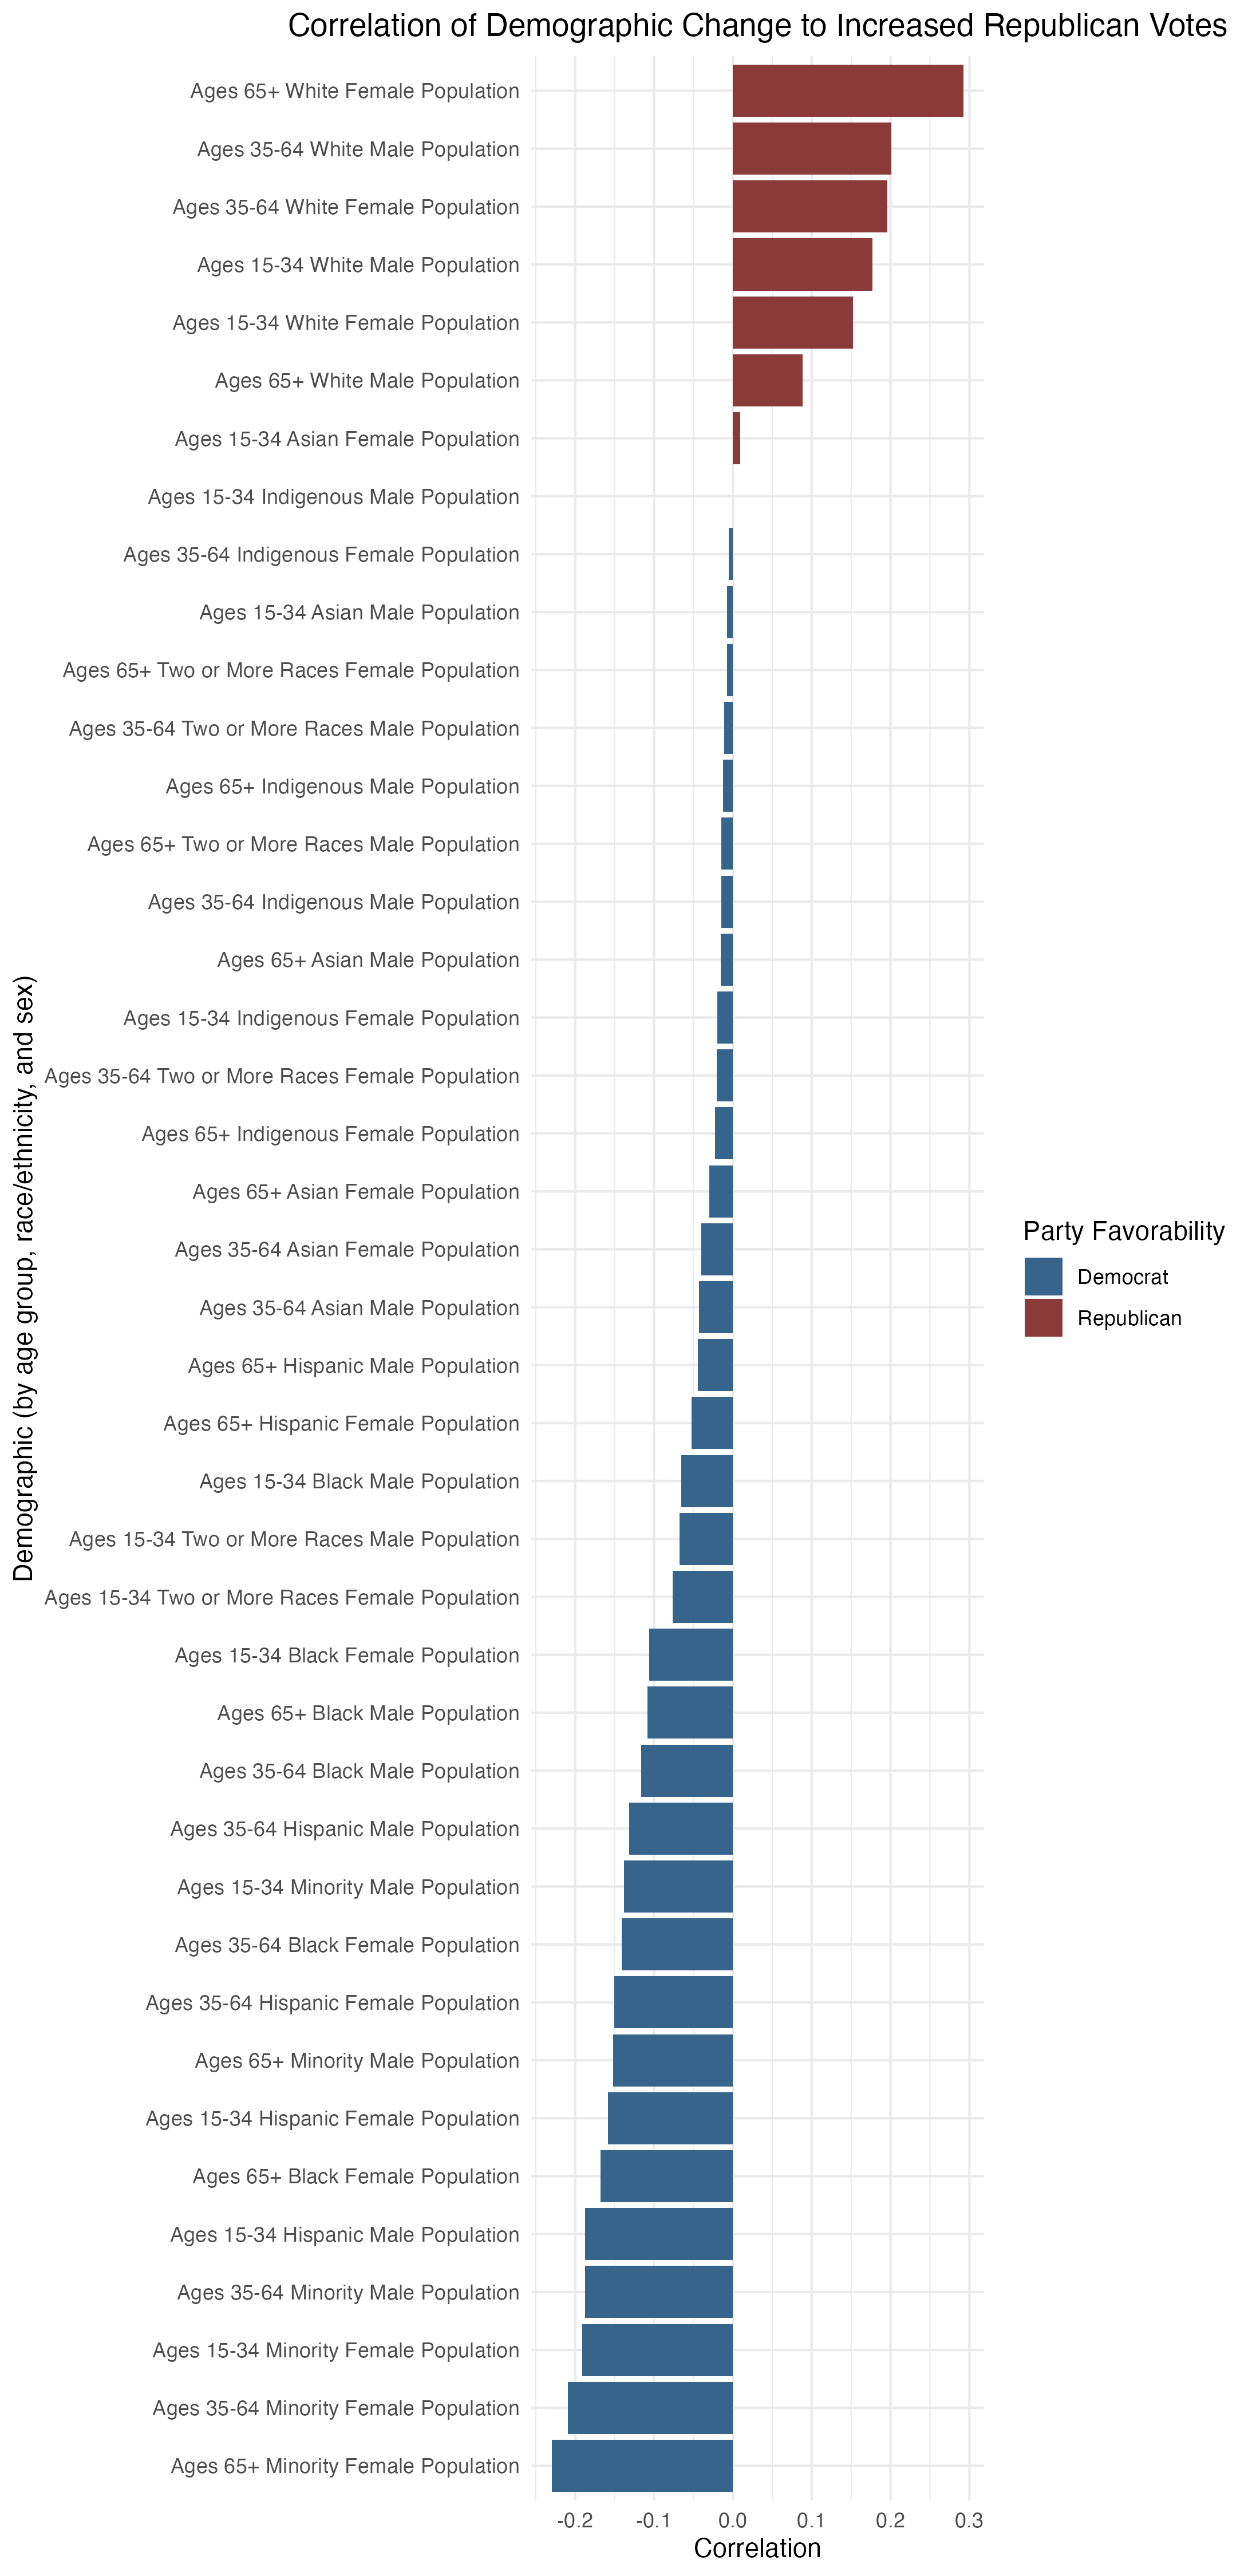 Correlation of Demographic Change to Increased Republican Votes
Demographic (by age group, race/ethnicity, and sex)
Ages 65+ White Female Population
Ages 35-64 White Male Population
Ages 35-64 White Female Population
Ages 15-34 White Male Population
Ages 15-34 White Female Population
Ages 65+ White Male Population
Ages 15-34 Asian Female Population
Ages 15-34 Indigenous Male Population
Ages 35-64 Indigenous Female Population
Ages 15-34 Asian Male Population
Ages 65+ Two or More Races Female Population
Ages 35-64 Two or More Races Male Population
Ages 65+ Indigenous Male Population
Ages 65+ Two or More Races Male Population
Ages 35-64 Indigenous Male Population
Ages 65+ Asian Male Population
Ages 15-34 Indigenous Female Population
Ages 35-64 Two or More Races Female Population
Ages 65+ Indigenous Female Population
Ages 65+ Asian Female Population
Ages 35-64 Asian Female Population
Ages 35-64 Asian Male Population
Ages 65+ Hispanic Male Population
Ages 65+ Hispanic Female Population
Ages 15-34 Black Male Population
Ages 15-34 Two or More Races Male Population
Ages 15-34 Two or More Races Female Population
Ages 15-34 Black Female Population
Ages 65+ Black Male Population
Ages 35-64 Black Male Population
Ages 35-64 Hispanic Male Population
Ages 15-34 Minority Male Population
Ages 35-64 Black Female Population
Ages 35-64 Hispanic Female Population
Ages 65+ Minority Male Population
Ages 15-34 Hispanic Female Population
Ages 65+ Black Female Population
Ages 15-34 Hispanic Male Population
Ages 35-64 Minority Male Population
Ages 15-34 Minority Female Population
Ages 35-64 Minority Female Population
Ages 65+ Minority Female Population
-0.2 -0.1 0.0 0.1 0.2 0.3
Correlation
Party Favorability
Democrat
Republican